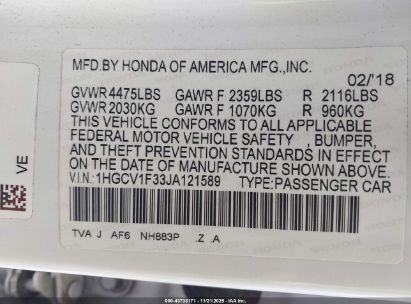 MFD.BY HONDA OF AMERICA MFG.,INC.
02/'18
GVWR 4475LBS GAWR F 2359LBS R 2116LBS
GVWR 2030KG GAWR F 1070KG R 960KG
THIS VEHICLE CONFORMS TO ALL APPLICABLE
FEDERAL MOTOR VEHICLE SAFETY , BUMPER,
AND THEFT PREVENTION STANDARDS IN EFFECT
ON THE DATE OF MANUFACTURE SHOWN ABOVE.
V.I.N.:1HGCV1F33JA121589 TYPE:PASSENGER CAR
TVA J AF6 NH883P .Z .A
VE